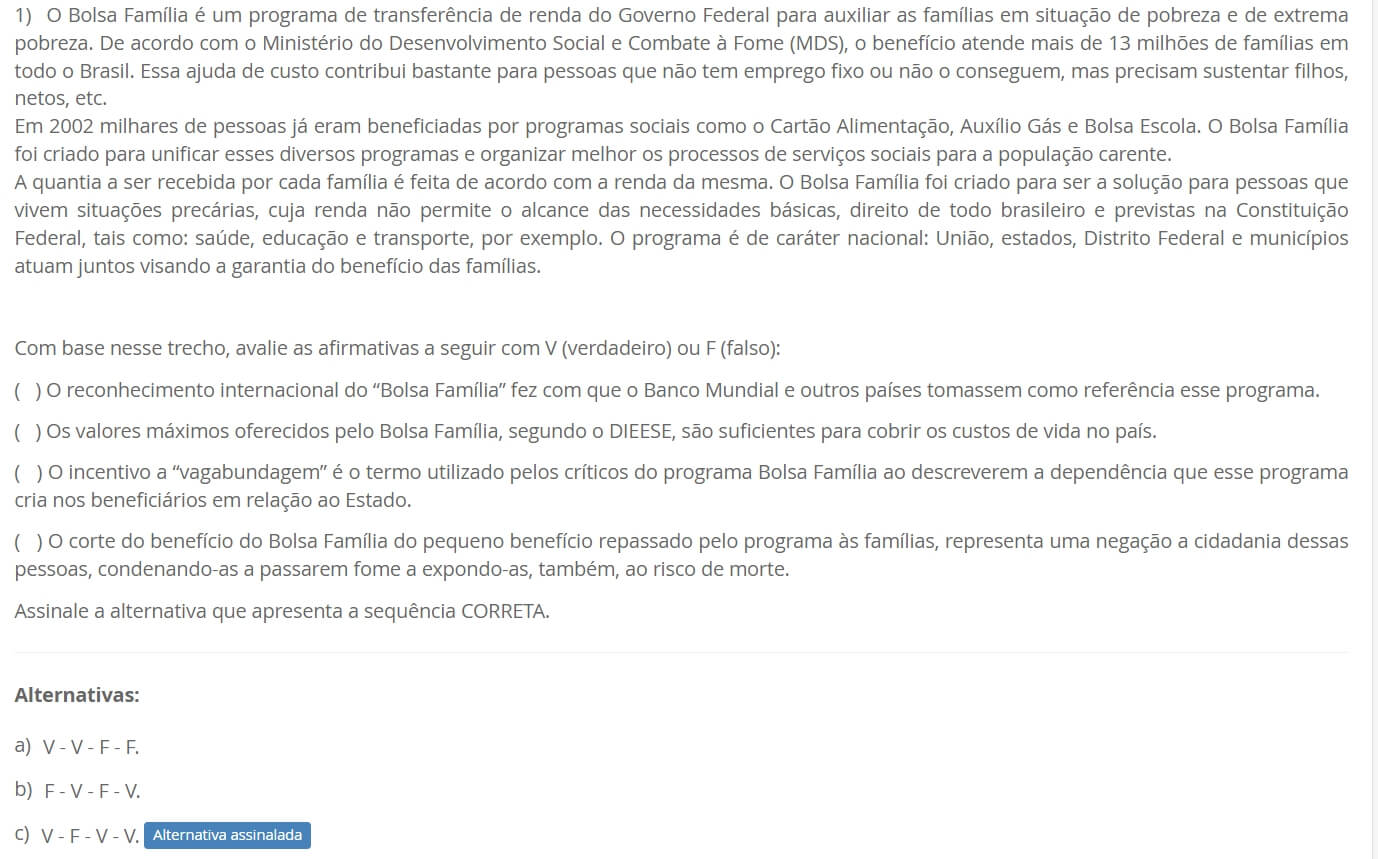 1) O Bolsa Família é um programa de transferência de renda do Governo Federal para auxiliar as famílias em situação de pobreza e de extrema
pobreza. De acordo com o Ministério do Desenvolvimento Social e Combate à Fome (MDS), o benefício atende mais de 13 milhões de famílias em
todo o Brasil. Essa ajuda de custo contribui bastante para pessoas que não tem emprego fixo ou não o conseguem, mas precisam sustentar filhos,
netos, etc.
Em 2002 milhares de pessoas já eram beneficiadas por programas sociais como o Cartão Alimentação, Auxílio Gás e Bolsa Escola. O Bolsa Família
foi criado para unificar esses diversos programas e organizar melhor os processos de serviços sociais para a população carente.
A quantia a ser recebida por cada família é feita de acordo com a renda da mesma. O Bolsa Família foi criado para ser a solução para pessoas que
vivem situações precárias, cuja renda não permite o alcance das necessidades básicas, direito de todo brasileiro e previstas na Constituição
Federal, tais como: saúde, educação e transporte, por exemplo. O programa é de caráter nacional: União, estados, Distrito Federal e municípios
atuam juntos visando a garantia do benefício das famílias.
Com base nesse trecho, avalie as afirmativas a seguir com V (verdadeiro) ou F (falso):
( ) O reconhecimento internacional do “Bolsa Família” fez com que o Banco Mundial e outros países tomassem como referência esse programa.
( ) Os valores máximos oferecidos pelo Bolsa Família, segundo o DIEESE, são suficientes para cobrir os custos de vida no país.
( ) O incentivo a “vagabundagem” é o termo utilizado pelos críticos do programa Bolsa Família ao descreverem a dependência que esse programa
cria nos beneficiários em relação ao Estado.
( ) O corte do benefício do Bolsa Família do pequeno benefício repassado pelo programa às famílias, representa uma negação a cidadania dessas
pessoas, condenando-as a passarem fome a expondo-as, também, ao risco de morte.
Assinale a alternativa que apresenta a sequência CORRETA.
Alternativas:
a) V - V - F - F.
b) F - V - F - V.
c) V - F - V - V. Alternativa assinalada